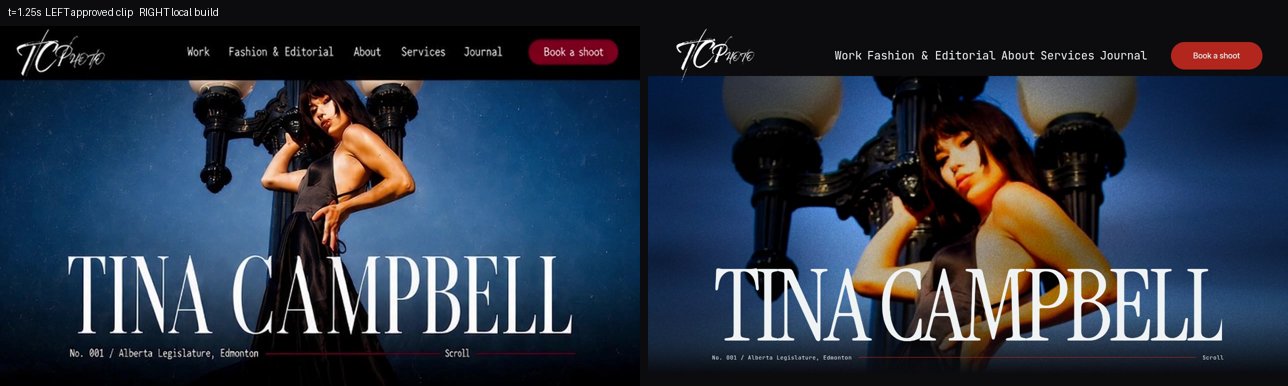 t=1.25s LEFT approved clip RIGHT local build
TCPhoto Work Fashion & Editorial About Services Journal Book a shoot
TINA CAMPBELL
No. 001 / Alberta Legislature, Edmonton Scroll
TCPhoto Work Fashion & Editorial About Services Journal Book a shoot
TINA CAMPBELL
No. 001 / Alberta Legislature, Edmonton Scroll